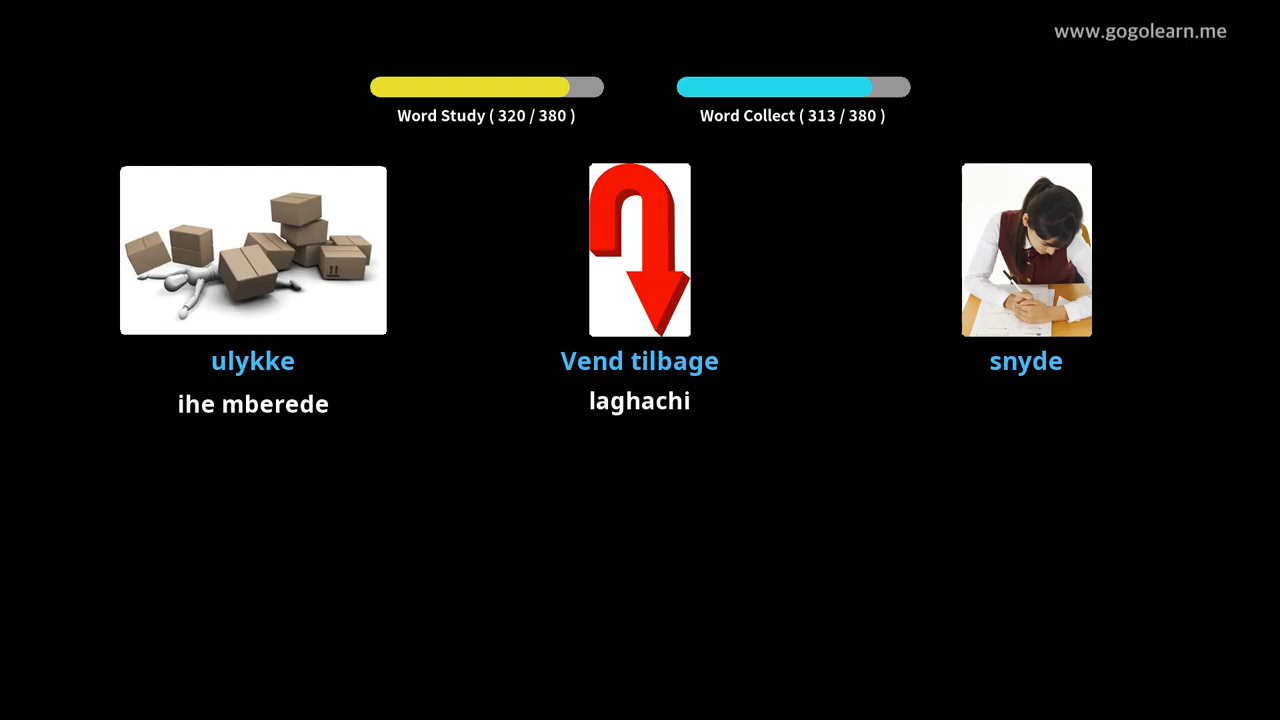 www.gogolearn.me
Word Study ( 320 / 380 )
Word Collect ( 313 / 380 )
ulykke
Vend tilbage
snyde
ihe mberede
laghachi